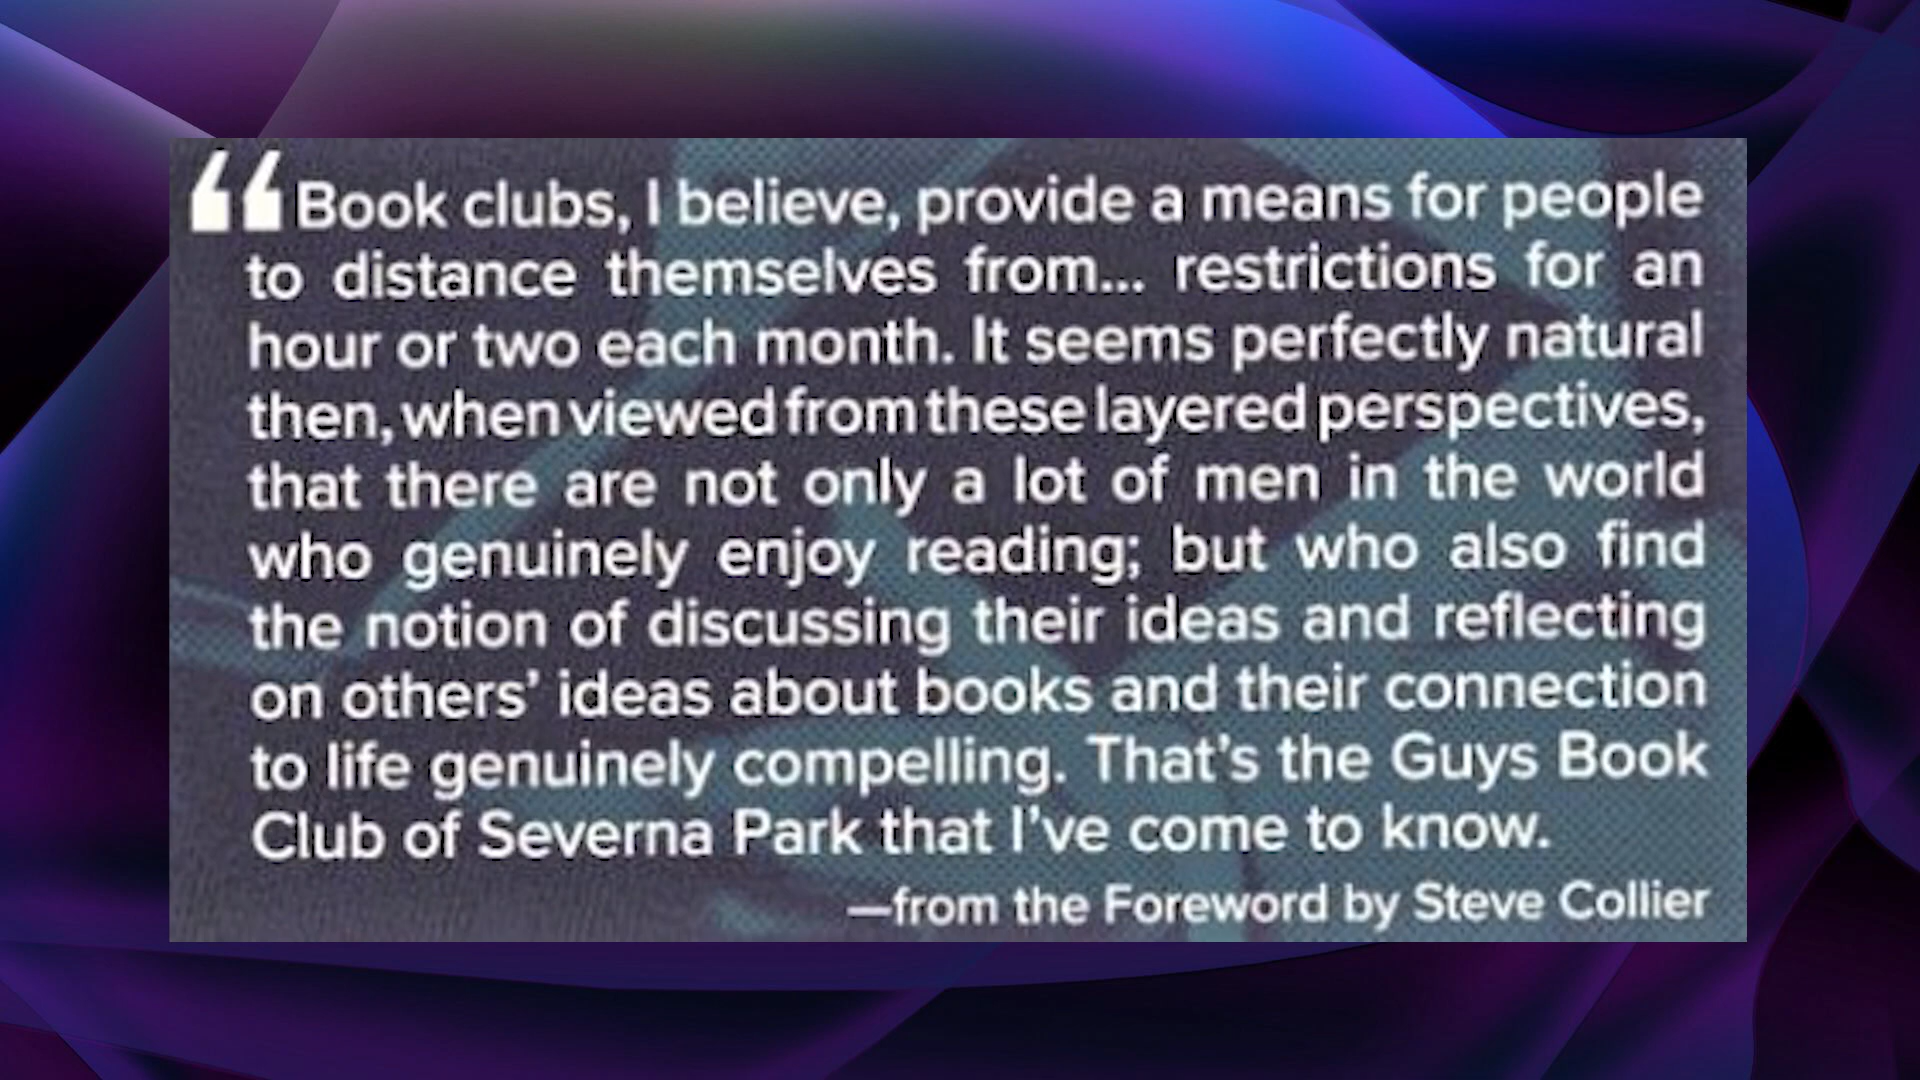 “Book clubs, I believe, provide a means for people
to distance themselves from... restrictions for an
hour or two each month. It seems perfectly natural
then, when viewed from these layered perspectives,
that there are not only a lot of men in the world
who genuinely enjoy reading; but who also find
the notion of discussing their ideas and reflecting
on others’ ideas about books and their connection
to life genuinely compelling. That’s the Guys Book
Club of Severna Park that I’ve come to know.
—from the Foreword by Steve Collier